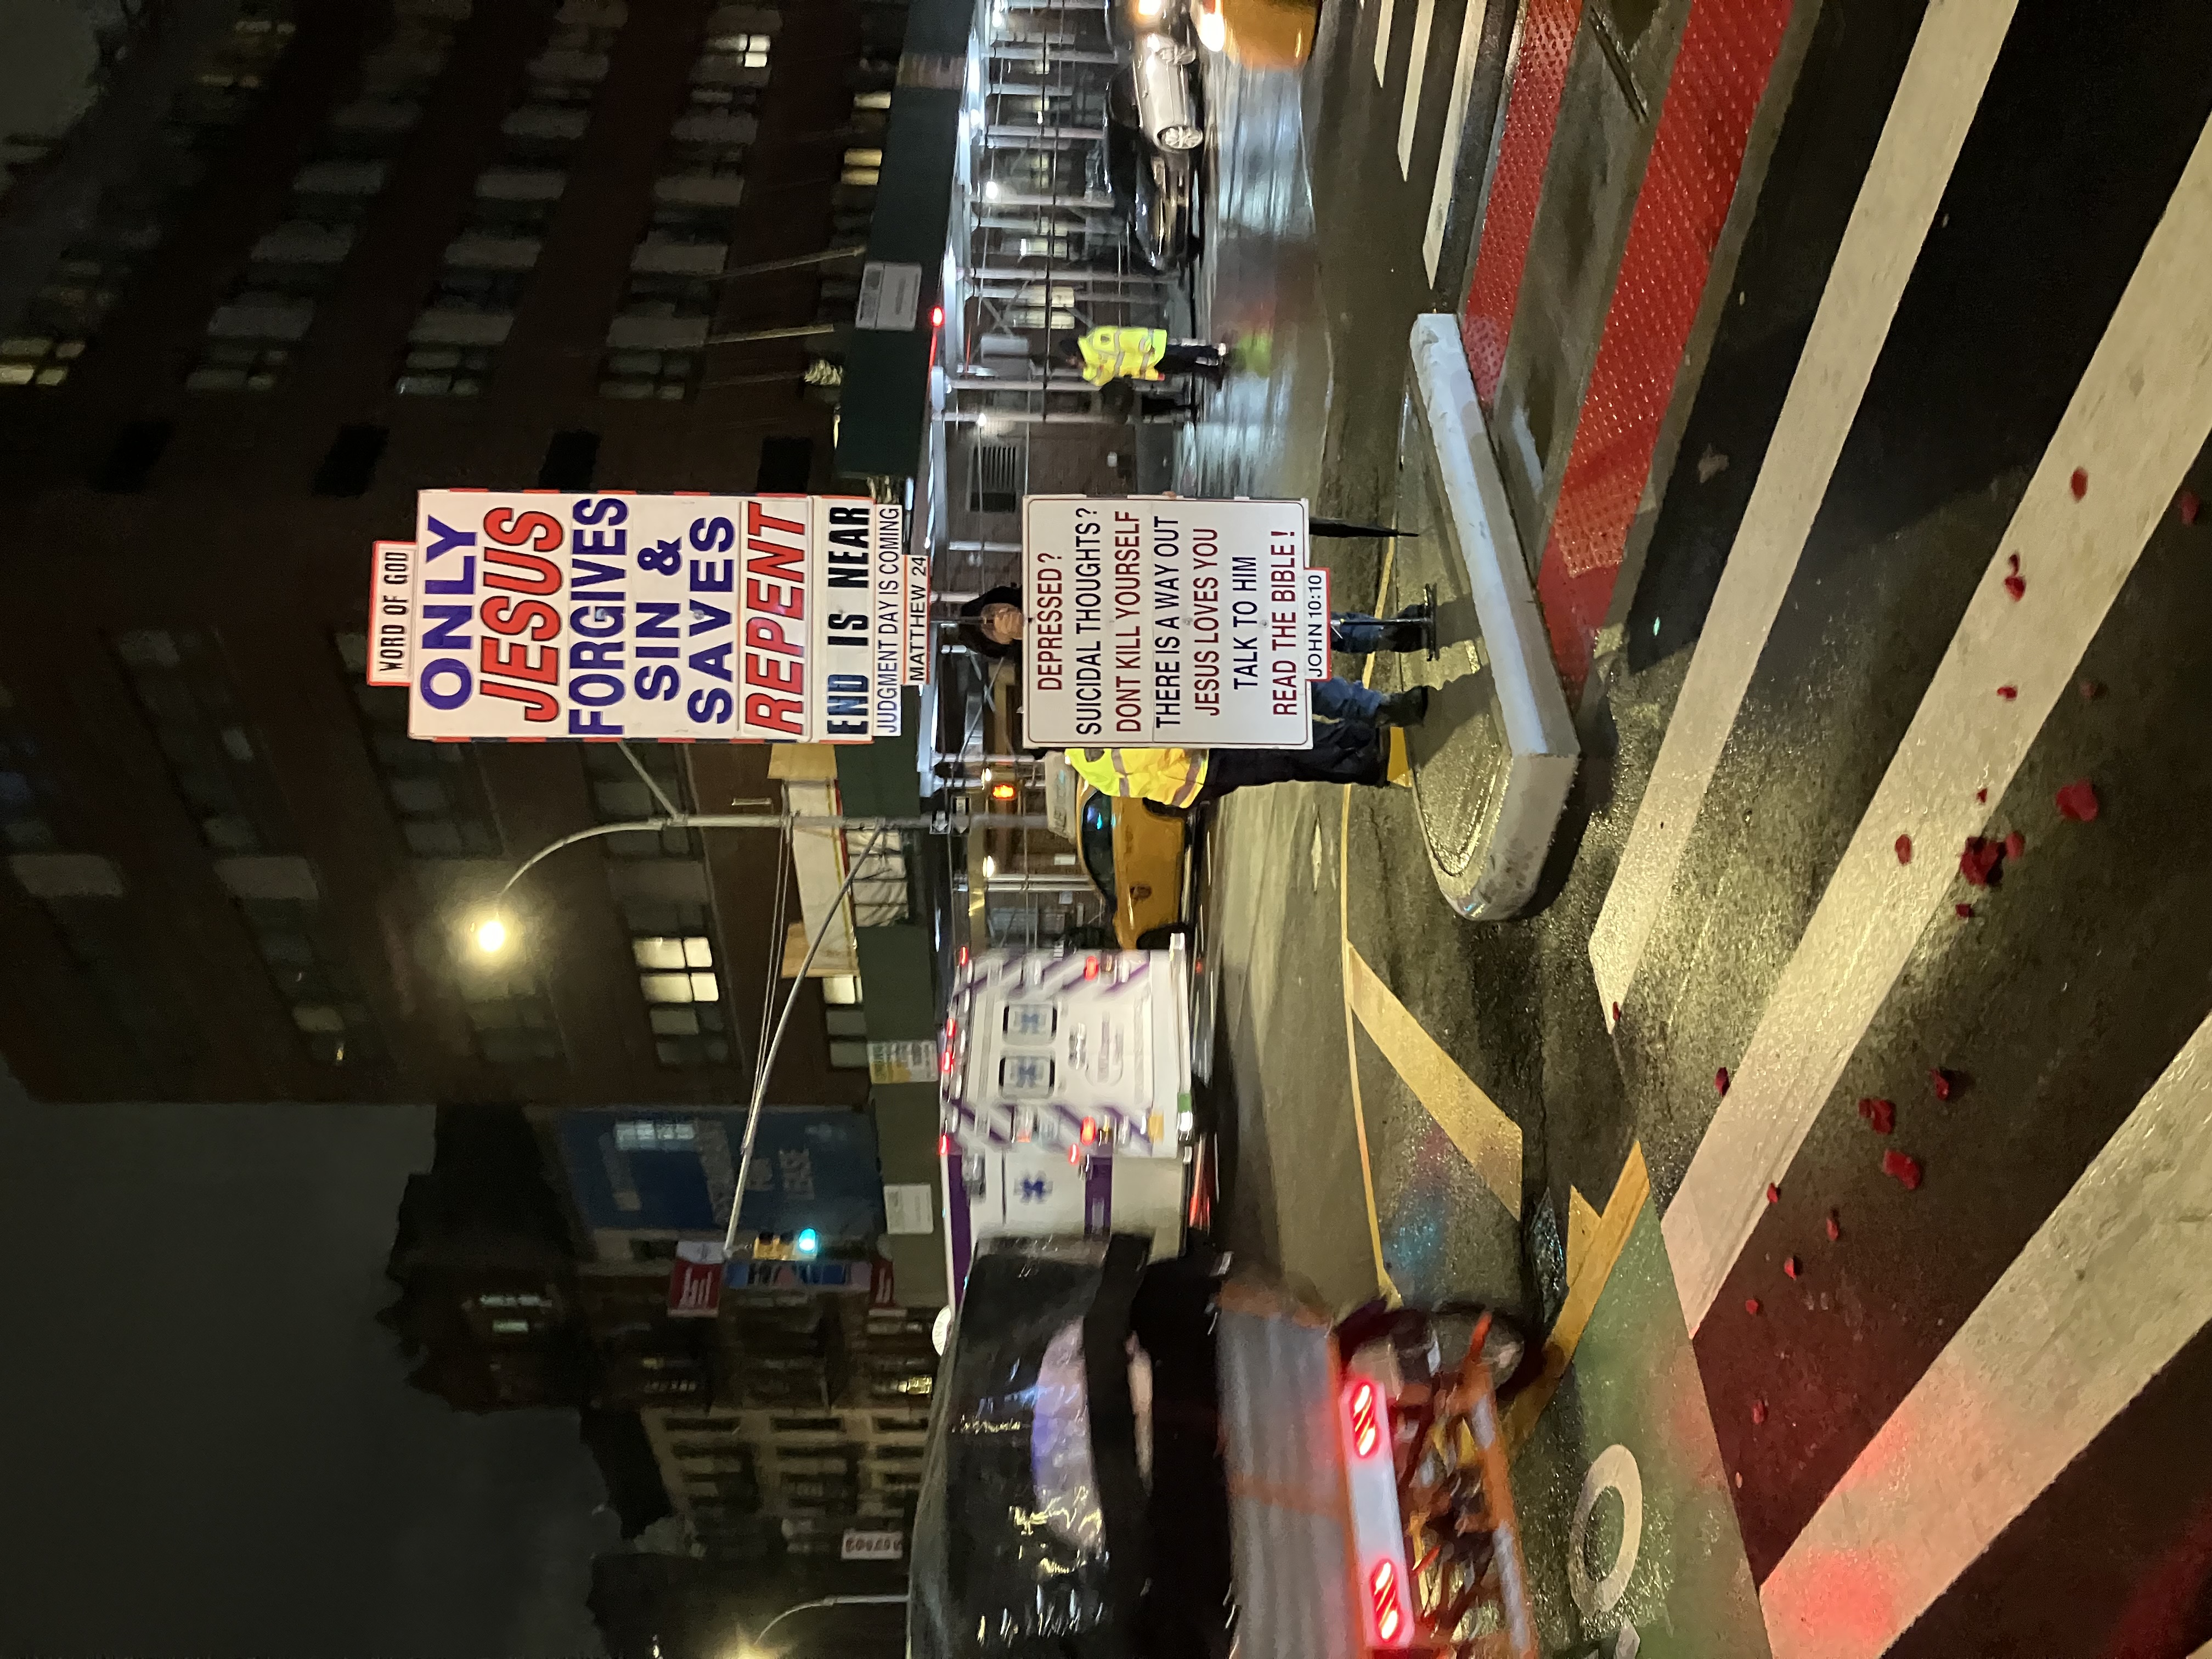 WORD OF GOD
ONLY
JESUS
FORGIVES
SIN &
SAVES
REPENT
END IS NEAR
JUDGMENT DAY IS COMING
MATTHEW 24
DEPRESSED?
SUICIDAL THOUGHTS?
DONT KILL YOURSELF
THERE IS A WAY OUT
JESUS LOVES YOU
TALK TO HIM
READ THE BIBLE!
JOHN 10:10
FOR
LEASE